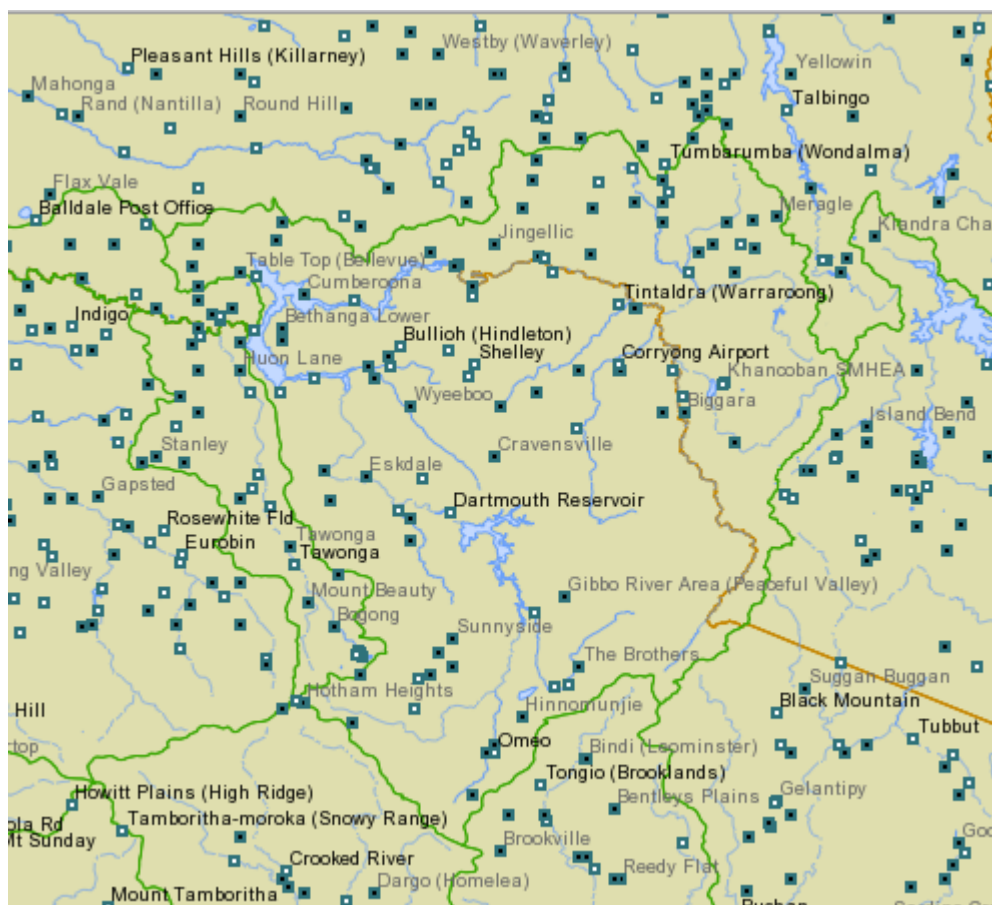 Westby (Waverley)
Pleasant Hills (Killarney)
Yellowin
Mahonga
Talbingo
Rand (Nantilla)
Round Hill
Tumbarumba (Wondalma)
Flax Vale
Meragle
Balldale Post Office
Kiandra Cha
Jingellic
Table Top (Bellevue)
Cumberoona
Tintaldra (Warraroong)
Indigo
Bethanga Lower
Bullioh (Hindleton)
Shelley
Corryong Airport
Huon Lane
Khancoban SMHEA
Wyeeboo
Biggara
Island Bend
Stanley
Cravensville
Eskdale
Gapsted
Dartmouth Reservoir
Rosewhite Fld
Tawonga
Eurobin
Tawonga
ng Valley
Mount Beauty
Gibbo River Area (Peaceful Valley)
Bogong
Sunnyside
The Brothers
Suggan Buggan
Hotham Heights
Black Mountain
Hinnomunjie
Hill
Tubbut
Omeo
Bindi (Leominster)
rtop
Tongio (Brooklands)
Gelantipy
Howitt Plains (High Ridge)
Bentleys Plains
Tamboritha-moroka (Snowy Range)
ola Rd
Mt Sunday
Brookville
Goo
Crooked River
Reedy Flat
Dargo (Homelea)
Mount Tamboritha